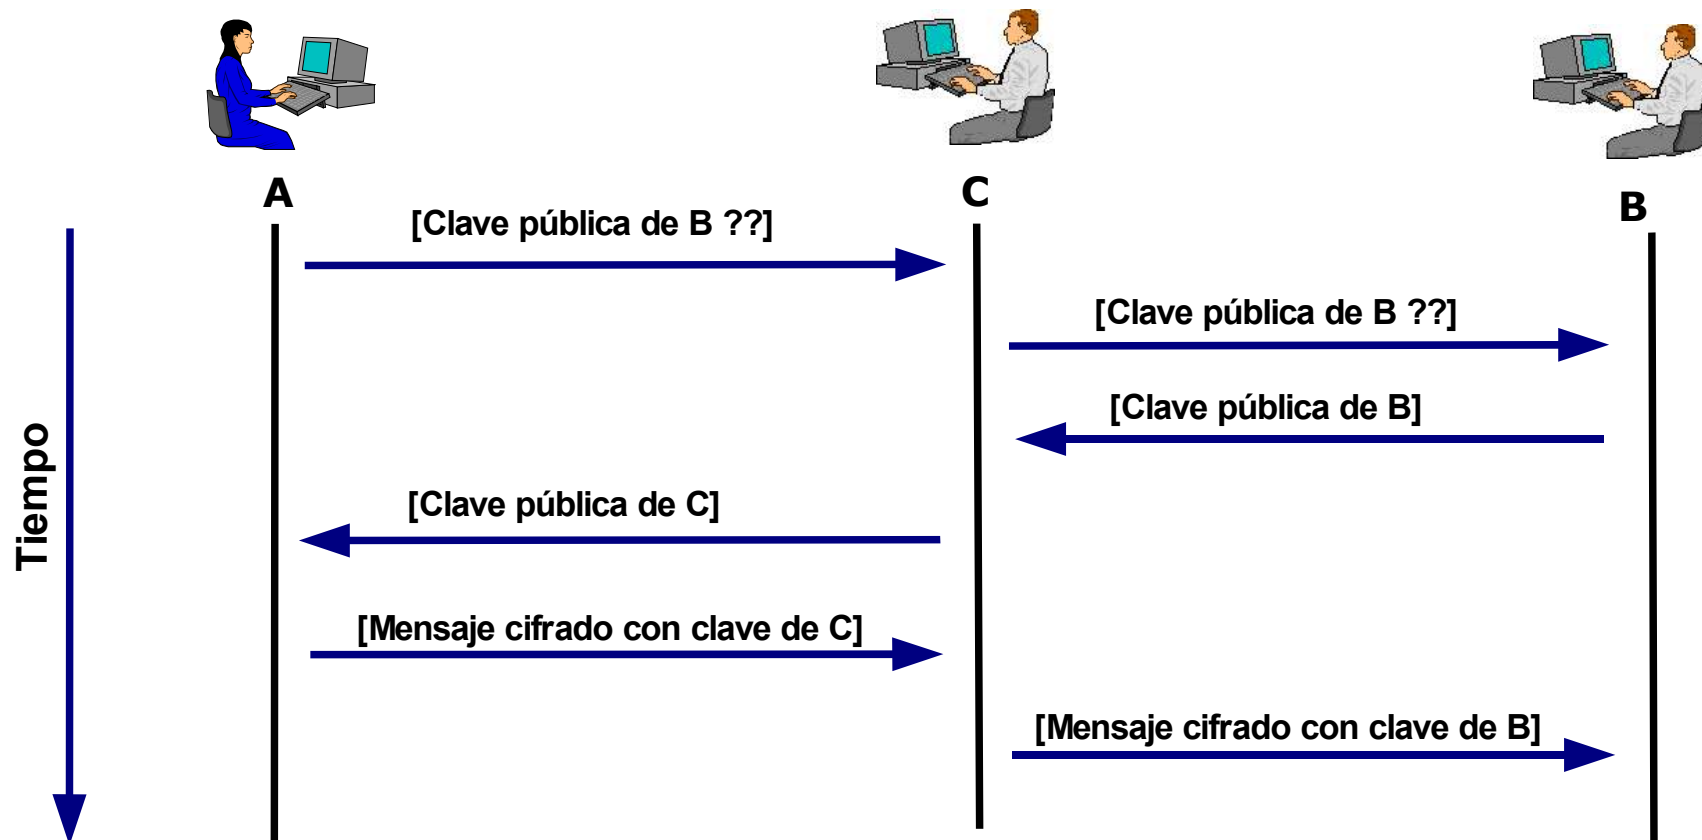 A
C
B
[Clave pública de B ??]
[Clave pública de B ??]
[Clave pública de B]
Tiempo
[Clave pública de C]
[Mensaje cifrado con clave de C]
[Mensaje cifrado con clave de B]